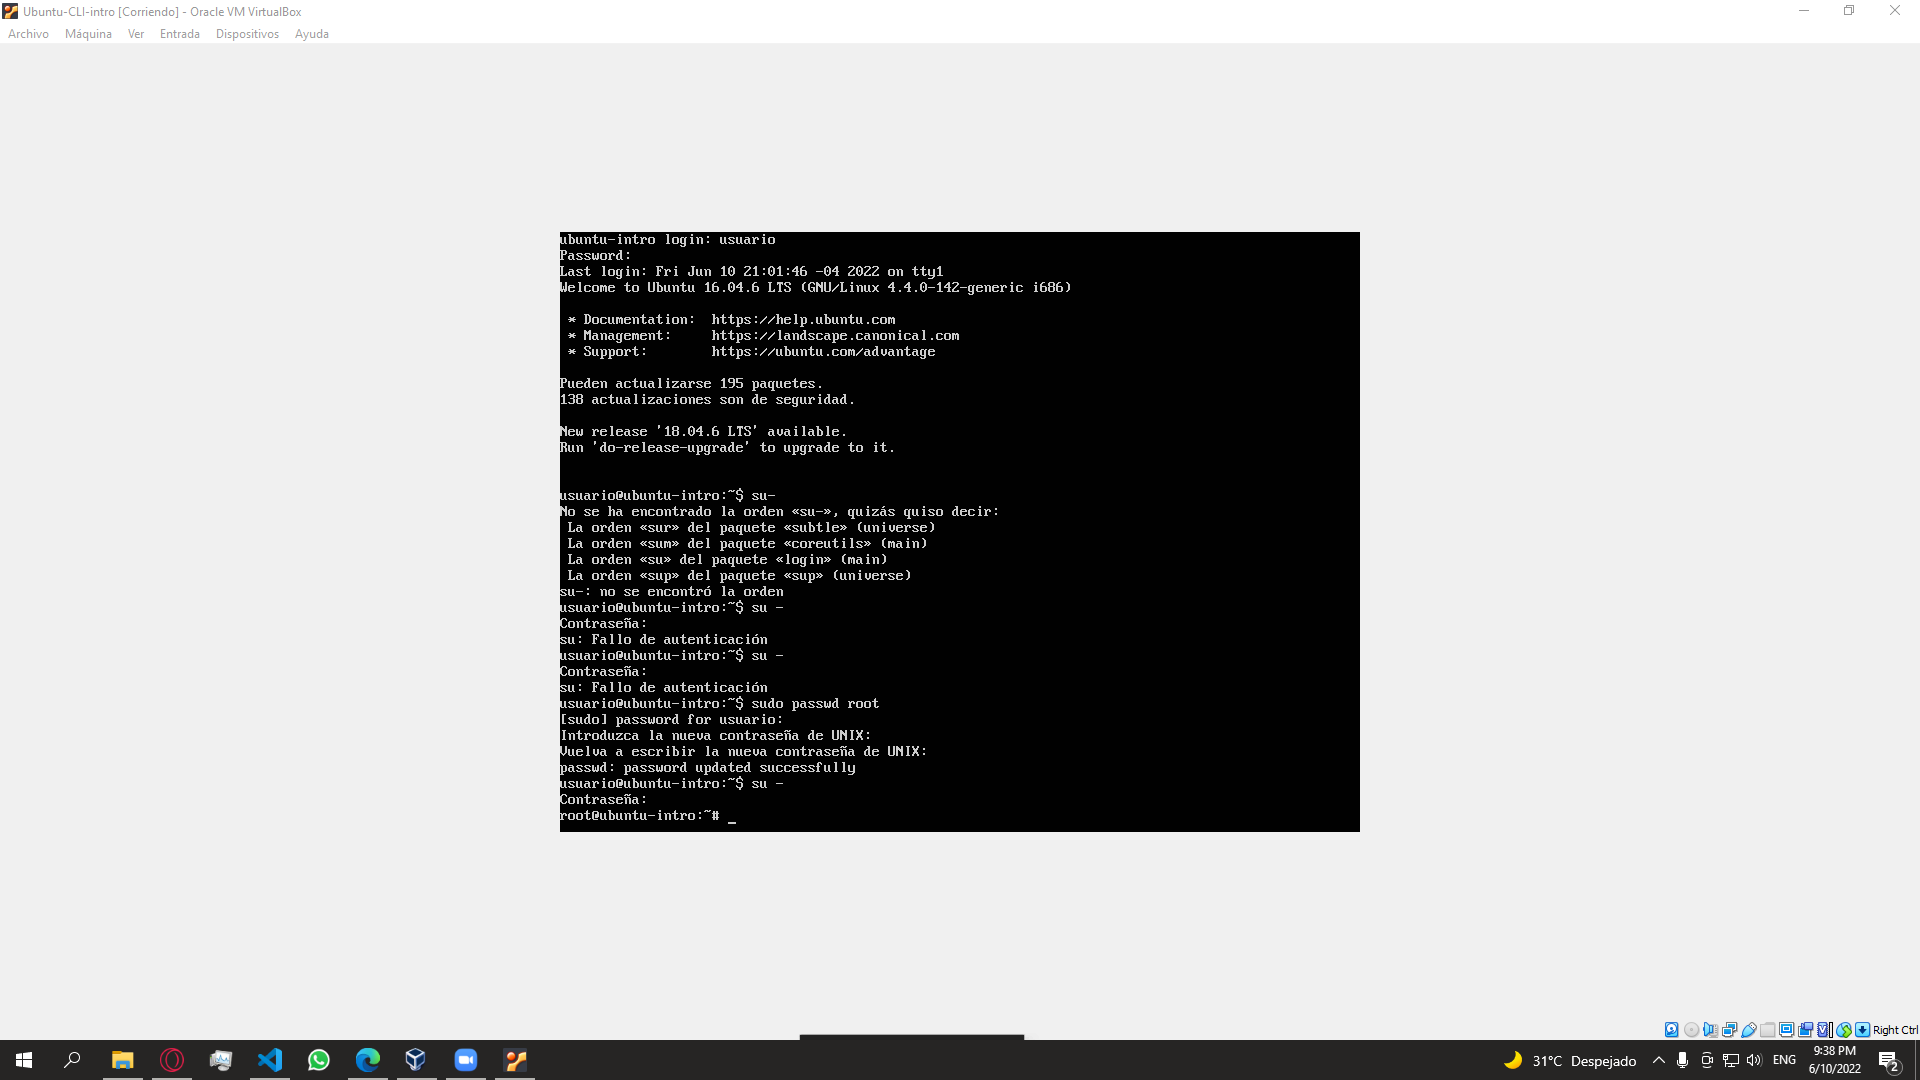 Ubuntu-CLI-intro [Corriendo] - Oracle VM VirtualBox
Archivo Máquina Ver Entrada Dispositivos Ayuda
ubuntu-intro login: usuario
Password:
Last login: Fri Jun 10 21:01:46 -04 2022 on tty1
Welcome to Ubuntu 16.04.6 LTS (GNU/Linux 4.4.0-142-generic i686)
* Documentation: https://help.ubuntu.com
* Management: https://landscape.canonical.com
* Support: https://ubuntu.com/advantage
Pueden actualizarse 195 paquetes.
138 actualizaciones son de seguridad.
New release '18.04.6 LTS' available.
Run 'do-release-upgrade' to upgrade to it.
usuario@ubuntu-intro:~$ su-
No se ha encontrado la orden «su-», quizás quiso decir:
La orden «sur» del paquete «subtle» (universe)
La orden «sum» del paquete «coreutils» (main)
La orden «su» del paquete «login» (main)
La orden «sup» del paquete «sup» (universe)
su-: no se encontró la orden
usuario@ubuntu-intro:~$ su -
Contraseña:
su: Fallo de autenticación
usuario@ubuntu-intro:~$ su -
Contraseña:
su: Fallo de autenticación
usuario@ubuntu-intro:~$ sudo passwd root
[sudo] password for usuario:
Introduzca la nueva contraseña de UNIX:
Vuelva a escribir la nueva contraseña de UNIX:
passwd: password updated successfully
usuario@ubuntu-intro:~$ su -
Contraseña:
root@ubuntu-intro:~# _
Right Ctrl
31°C Despejado ENG 9:38 PM
6/10/2022
2